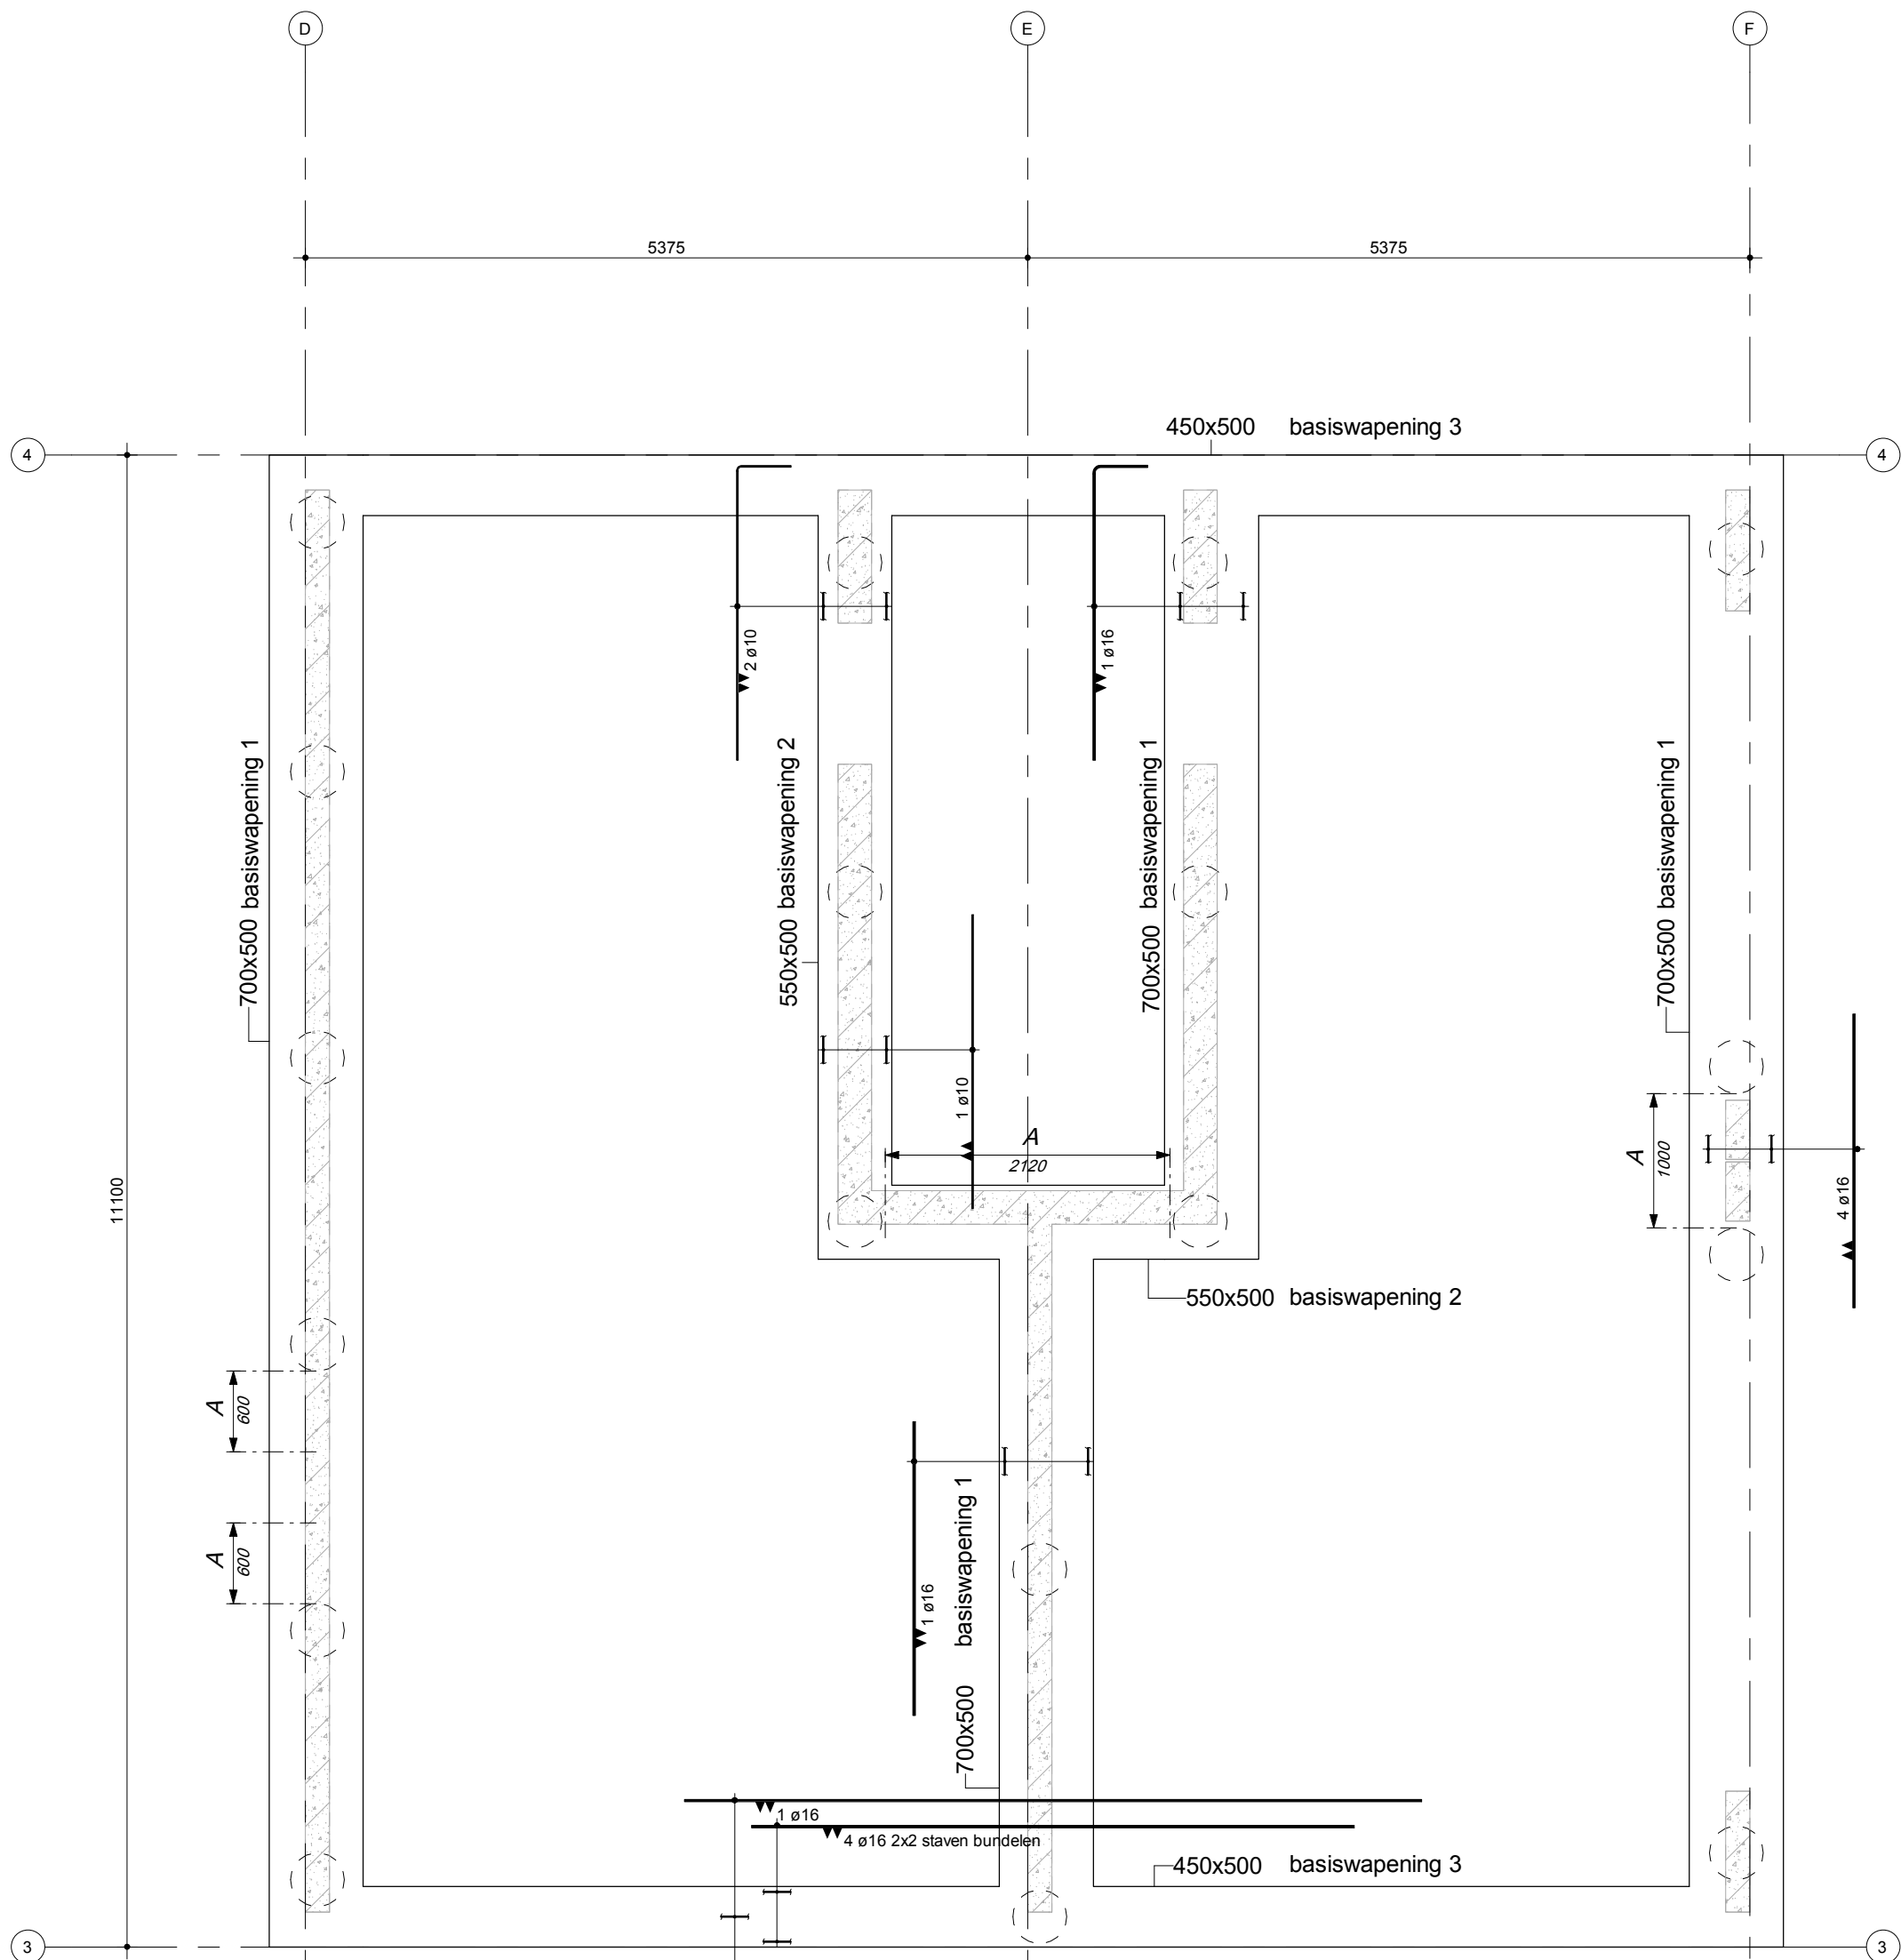 D
E
F
5375
5375
450x500 basiswapening 3
4
4
2 ø10
1 ø16
700x500 basiswapening 1
550x500 basiswapening 2
700x500 basiswapening 1
700x500 basiswapening 1
1 ø10
A
2120
A
1000
4 ø16
11100
550x500 basiswapening 2
A
600
A
600
1 ø16
700x500 basiswapening 1
1 ø16
4 ø16 2x2 staven bundelen
450x500 basiswapening 3
3
3